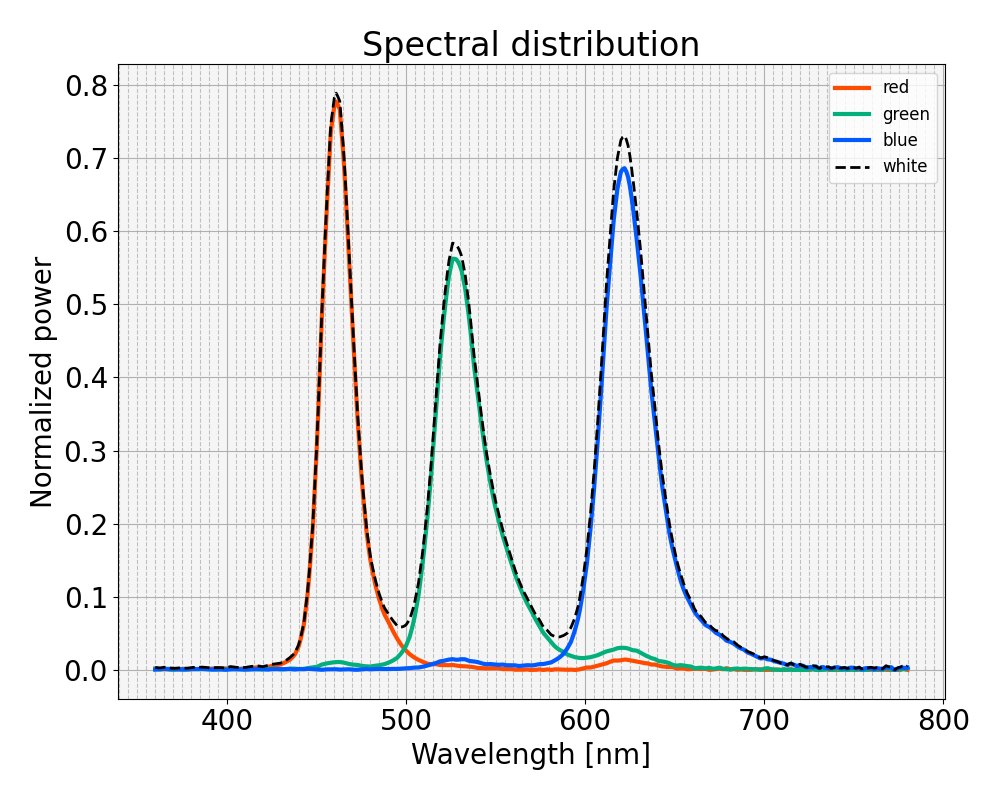 Spectral distribution
red
green
blue
white
Normalized power
0.8
0.7
0.6
0.5
0.4
0.3
0.2
0.1
0.0
400 500 600 700 800
Wavelength [nm]